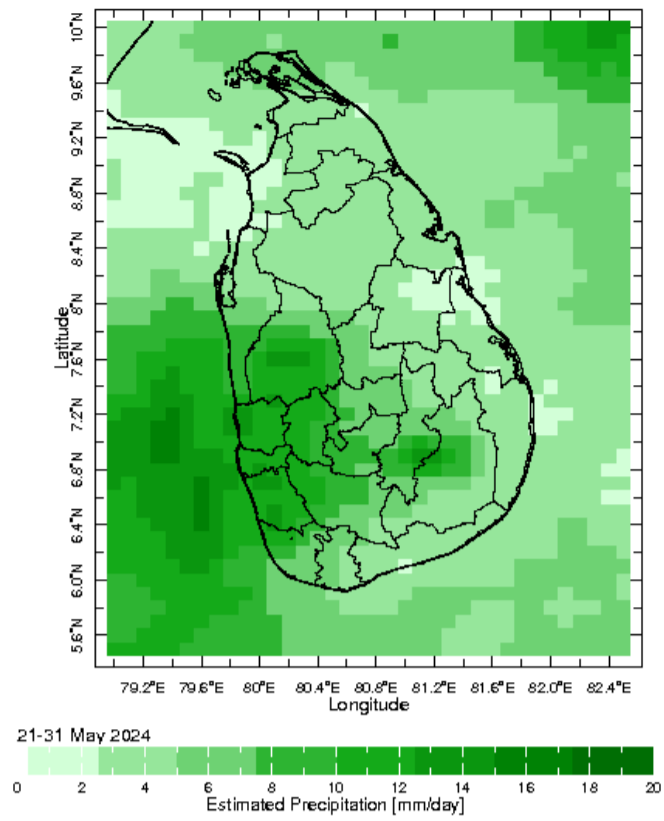 10°N
9.6°N
9.2°N
8.8°N
8.4°N
8°N
7.6°N
7.2°N
6.8°N
6.4°N
6.0°N
5.6°N
Latitude
79.2°E 79.6°E 80°E 80.4°E 80.8°E 81.2°E 81.6°E 82.0°E 82.4°E
Longitude
21-31 May 2024
0 2 4 6 8 10 12 14 16 18 20
Estimated Precipitation [mm/day]